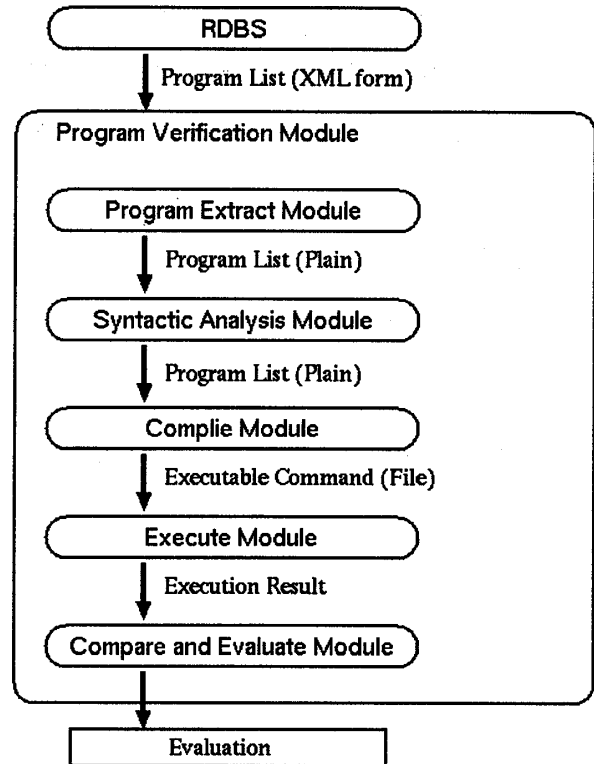 RDBS
Program List (XML form)
Program Verification Module
Program Extract Module
Program List (Plain)
Syntactic Analysis Module
Program List (Plain)
Complie Module
Executable Command (File)
Execute Module
Execution Result
Compare and Evaluate Module
Evaluation